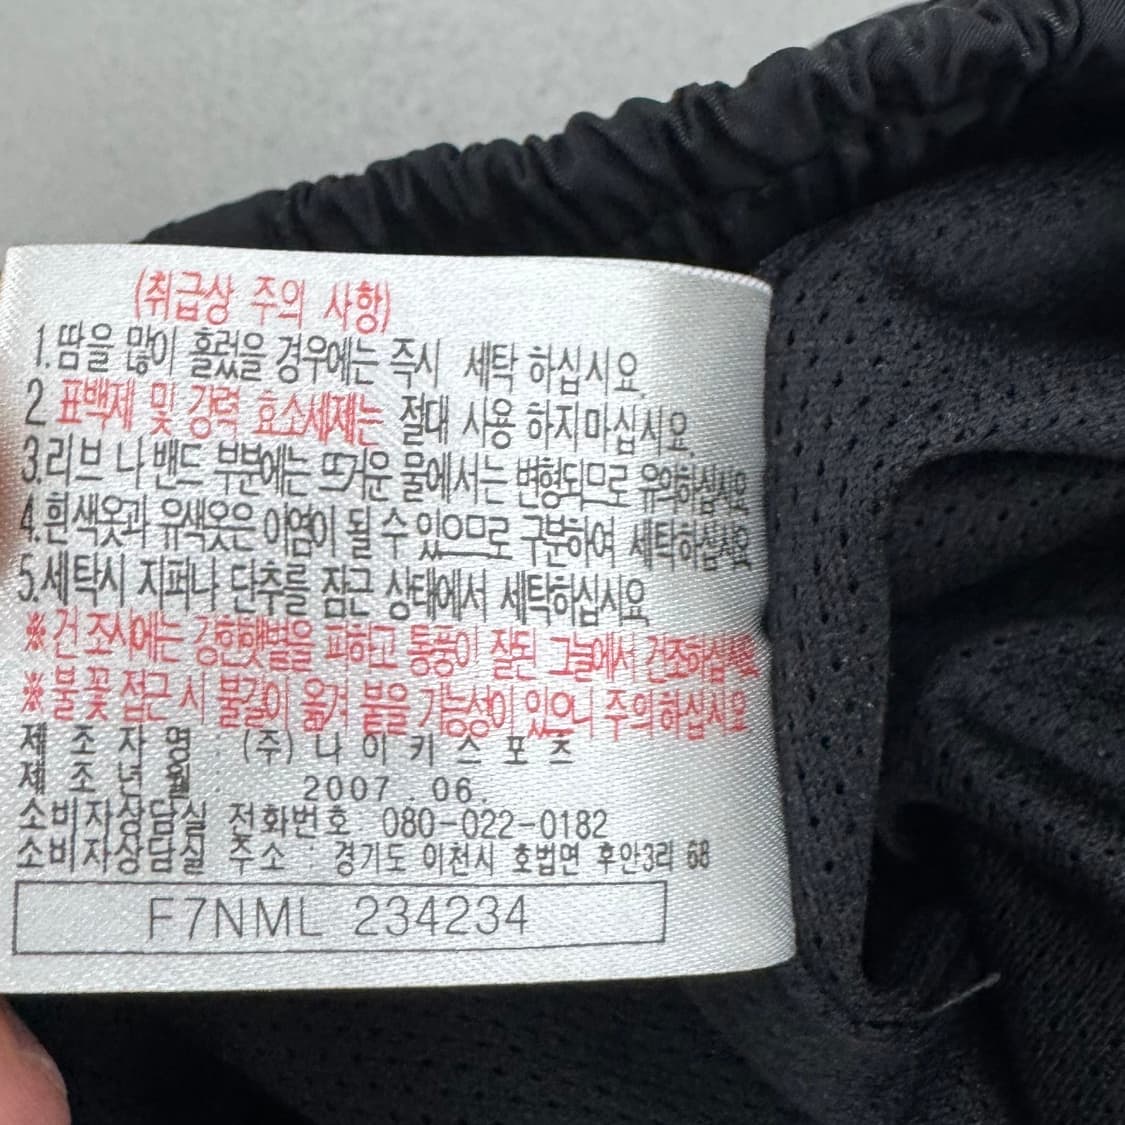 (취급상 주의 사항)
1.땀을 많이 흘렸을 경우에는 즉시 세탁 하십시요.
2 표백제 및 강력 효소세제는 절대 사용 하지마십시요.
3.리브 나 밴드 부분에는 뜨거운 물에서는 변형되므로 유의하십시요
4.흰색옷과 유색옷은 이염이 될 수 있으므로 구분하여 세탁하십시요
5.세탁시 지퍼나 단추를 잠근 상태에서 세탁하십시요
※건 조시에는 강한햇볕을 피하고 통풍이 잘된 그늘에서 건조하십시요
※불꽃 접근 시 불길이 옮겨 붙을 가능성이 있으니 주의하십시요
제 조 자 명 : (주) 나 이 키 스 포 츠
제 조 년 월 : 2007 . 06.
소비자상담실 전화번호: 080-022-0182
소비자상담실 주소 : 경기도 이천시 호법면 후안3리 68
F7NML 234234